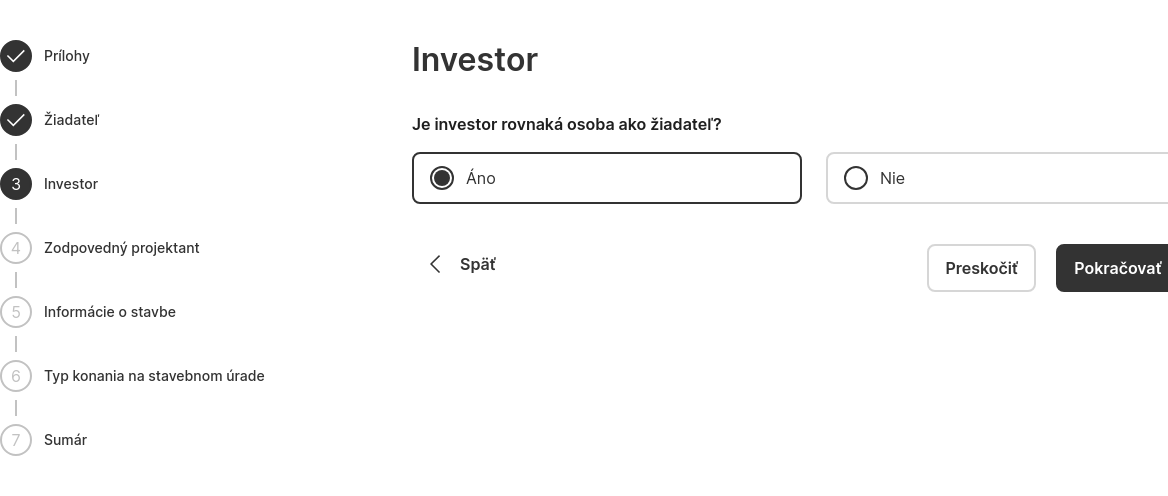 Prílohy
Žiadateľ
3 Investor
4 Zodpovedný projektant
5 Informácie o stavbe
6 Typ konania na stavebnom úrade
7 Sumár
Investor
Je investor rovnaká osoba ako žiadateľ?
Áno
Nie
Späť
Preskočiť
Pokračovať